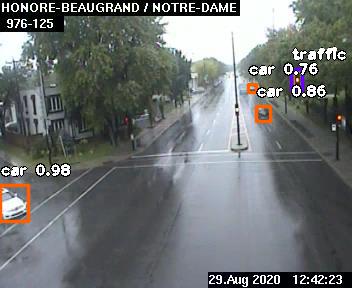 HONORE-BEAUGRAND / NOTRE-DAME
976-125
traffic
car 0.76
car 0.86
car 0.98
29.Aug 2020 12:42:23